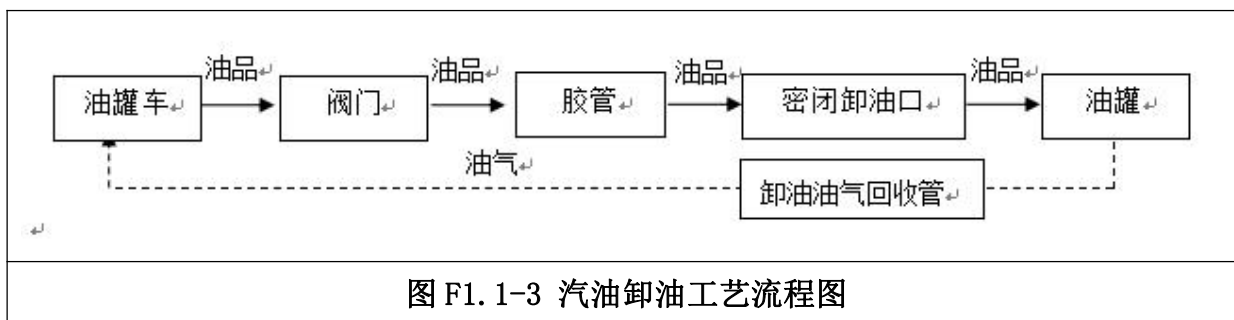 油品 油品 油品 油品
油罐车 阀门 胶管 密闭卸油口 油罐
油气
卸油油气回收管
图 F1.1-3 汽油卸油工艺流程图